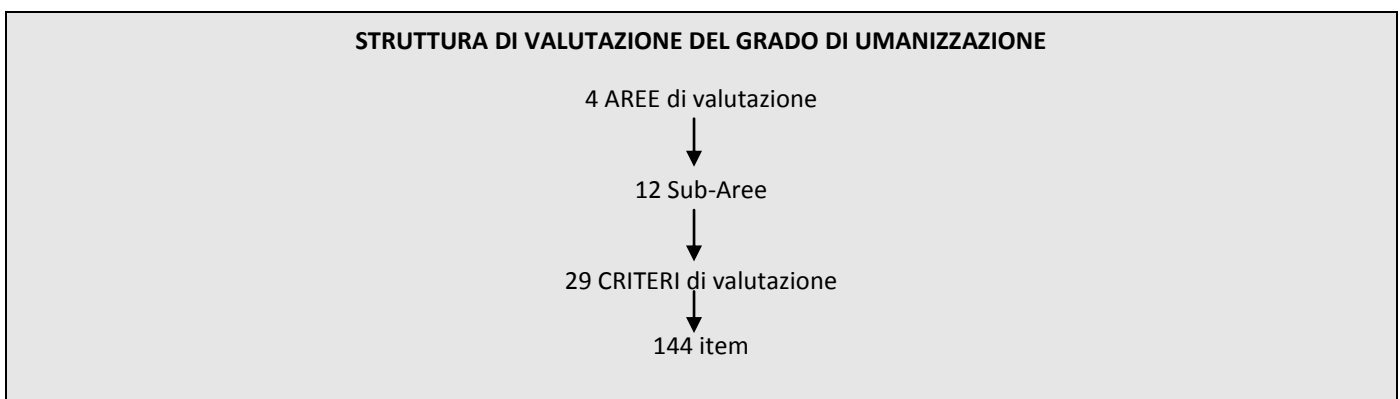 STRUTTURA DI VALUTAZIONE DEL GRADO DI UMANIZZAZIONE
4 AREE di valutazione
12 Sub-Aree
29 CRITERI di valutazione
144 item